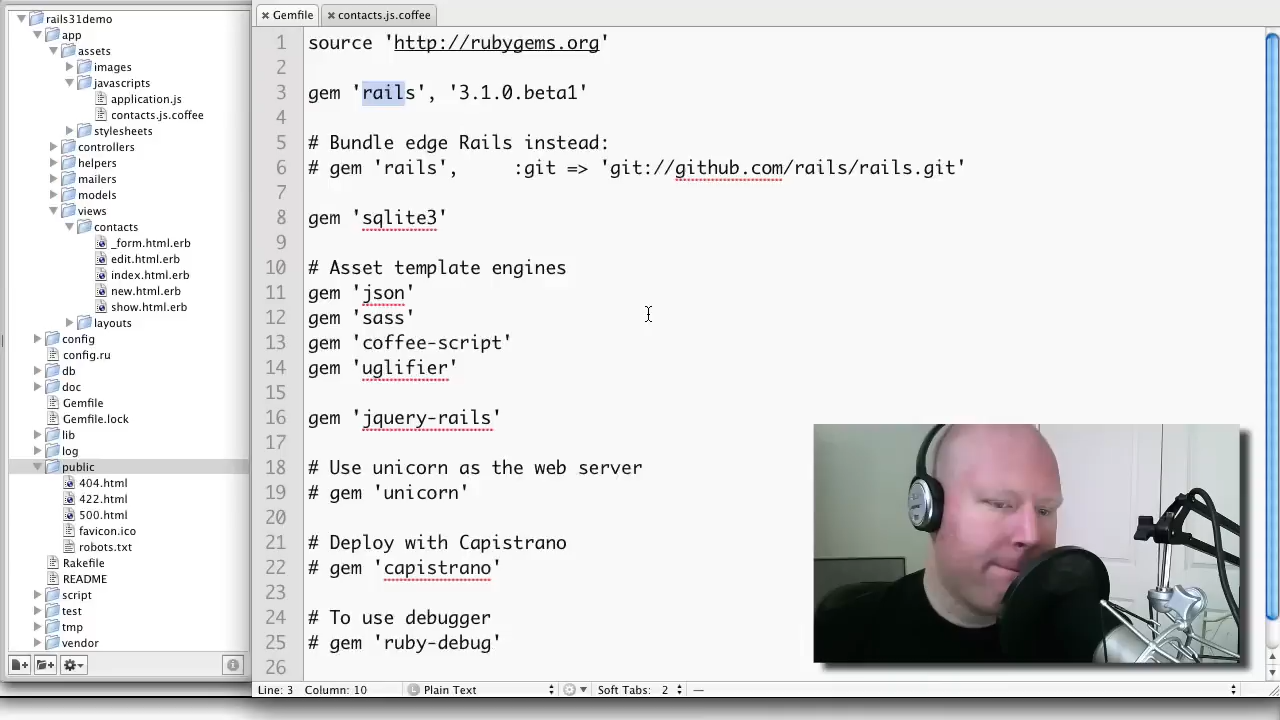 rails31demo
app
assets
images
javascripts
application.js
contacts.js.coffee
stylesheets
controllers
helpers
mailers
models
views
contacts
_form.html.erb
edit.html.erb
index.html.erb
new.html.erb
show.html.erb
layouts
config
config.ru
db
doc
Gemfile
Gemfile.lock
lib
log
public
404.html
422.html
500.html
favicon.ico
robots.txt
Rakefile
README
script
test
tmp
vendor
Gemfile contacts.js.coffee
1 source 'http://rubygems.org'
2
3 gem 'rails', '3.1.0.beta1'
4
5 # Bundle edge Rails instead:
6 # gem 'rails',     :git => 'git://github.com/rails/rails.git'
7
8 gem 'sqlite3'
9
10 # Asset template engines
11 gem 'json'
12 gem 'sass'
13 gem 'coffee-script'
14 gem 'uglifier'
15
16 gem 'jquery-rails'
17
18 # Use unicorn as the web server
19 # gem 'unicorn'
20
21 # Deploy with Capistrano
22 # gem 'capistrano'
23
24 # To use debugger
25 # gem 'ruby-debug'
26
Line: 3 Column: 10 Plain Text Soft Tabs: 2 —